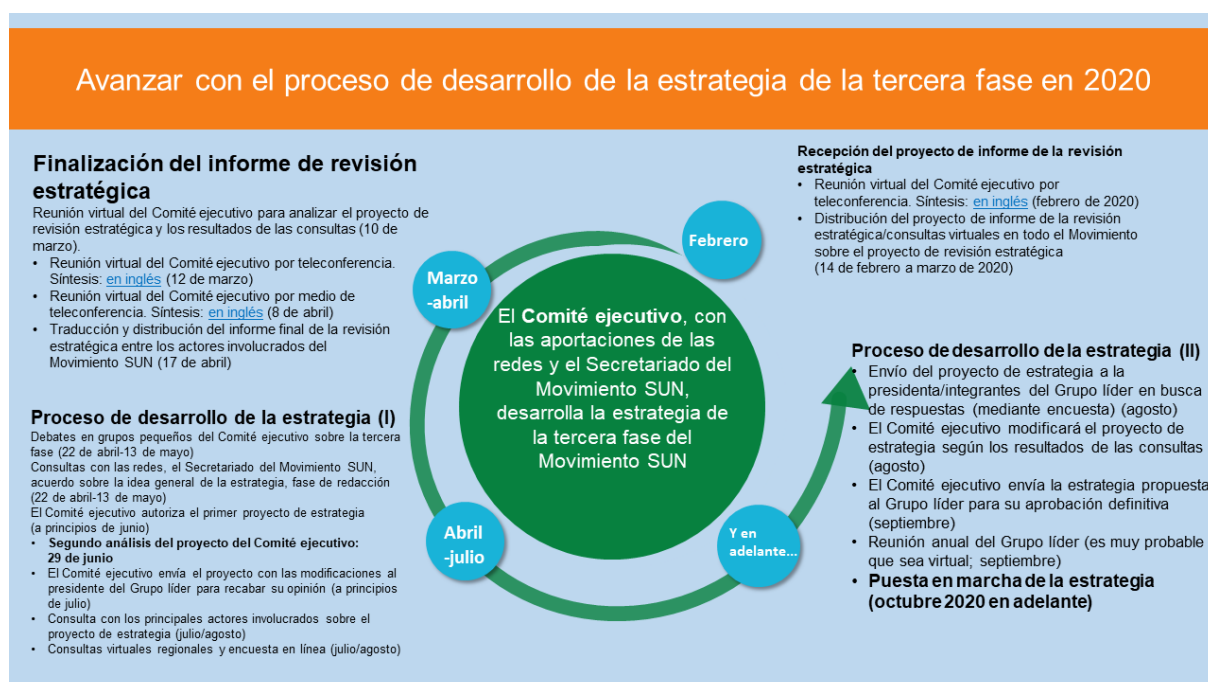 Avanzar con el proceso de desarrollo de la estrategia de la tercera fase en 2020
Finalización del informe de revisión
estratégica
Reunión virtual del Comité ejecutivo para analizar el proyecto de
revisión estratégica y los resultados de las consultas (10 de
marzo).
• Reunión virtual del Comité ejecutivo por teleconferencia.
Síntesis: en inglés (12 de marzo)
• Reunión virtual del Comité ejecutivo por medio de
teleconferencia. Síntesis: en inglés (8 de abril)
• Traducción y distribución del informe final de la revisión
estratégica entre los actores involucrados del
Movimiento SUN (17 de abril)
Proceso de desarrollo de la estrategia (I)
Debates en grupos pequeños del Comité ejecutivo sobre la tercera
fase (22 de abril-13 de mayo)
Consultas con las redes, el Secretariado del Movimiento SUN,
acuerdo sobre la idea general de la estrategia, fase de redacción
(22 de abril-13 de mayo)
El Comité ejecutivo autoriza el primer proyecto de estrategia
(a principios de junio)
• Segundo análisis del proyecto del Comité ejecutivo:
29 de junio
• El Comité ejecutivo envía el proyecto con las modificaciones al
presidente del Grupo líder para recabar su opinión (a principios
de julio)
• Consulta con los principales actores involucrados sobre el
proyecto de estrategia (julio/agosto)
• Consultas virtuales regionales y encuesta en línea (julio/agosto)
Febrero
Marzo
-abril
Abril
-julio
Y en
adelante...
El Comité ejecutivo, con
las aportaciones de las
redes y el Secretariado del
Movimiento SUN,
desarrolla la estrategia de
la tercera fase del
Movimiento SUN
Recepción del proyecto de informe de la revisión
estratégica
• Reunión virtual del Comité ejecutivo por
teleconferencia. Síntesis: en inglés (febrero de 2020)
• Distribución del proyecto de informe de la revisión
estratégica/consultas virtuales en todo el Movimiento
sobre el proyecto de revisión estratégica
(14 de febrero a marzo de 2020)
Proceso de desarrollo de la estrategia (II)
• Envío del proyecto de estrategia a la
presidenta/integrantes del Grupo líder en busca
de respuestas (mediante encuesta) (agosto)
• El Comité ejecutivo modificará el proyecto de
estrategia según los resultados de las consultas
(agosto)
• El Comité ejecutivo envía la estrategia propuesta
al Grupo líder para su aprobación definitiva
(septiembre)
• Reunión anual del Grupo líder (es muy probable
que sea virtual; septiembre)
• Puesta en marcha de la estrategia
(octubre 2020 en adelante)